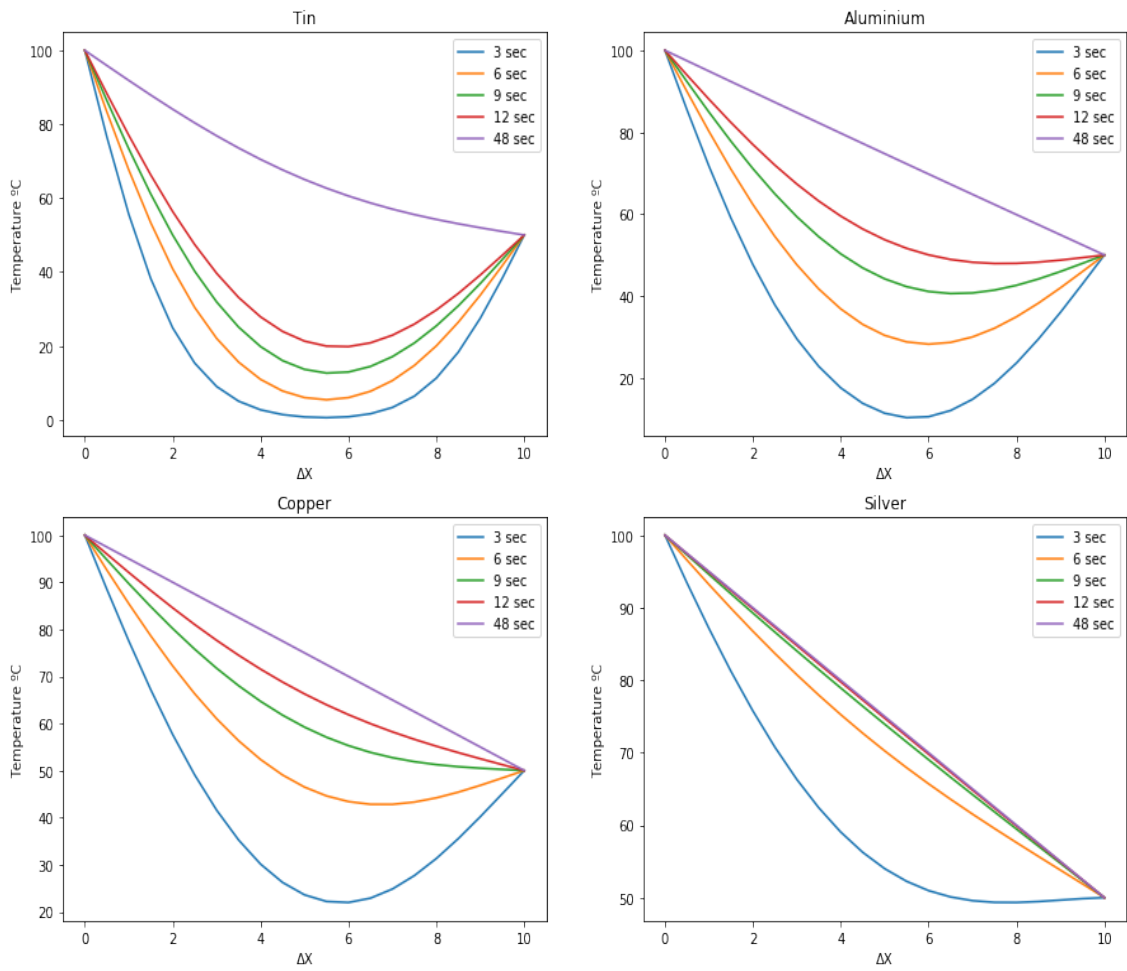 Tin
Temperature ºC
100
80
60
40
20
0
3 sec
6 sec
9 sec
12 sec
48 sec
0 2 4 6 8 10
ΔX
Aluminium
Temperature ºC
100
80
60
40
20
3 sec
6 sec
9 sec
12 sec
48 sec
0 2 4 6 8 10
ΔX
Copper
Temperature ºC
100
90
80
70
60
50
40
30
20
3 sec
6 sec
9 sec
12 sec
48 sec
0 2 4 6 8 10
ΔX
Silver
Temperature ºC
100
90
80
70
60
50
3 sec
6 sec
9 sec
12 sec
48 sec
0 2 4 6 8 10
ΔX